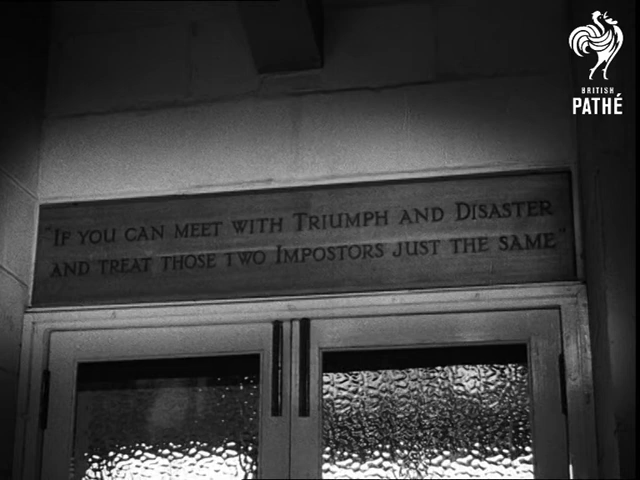 BRITISH
PATHÉ
"IF YOU CAN MEET WITH TRIUMPH AND DISASTER
AND TREAT THOSE TWO IMPOSTORS JUST THE SAME"